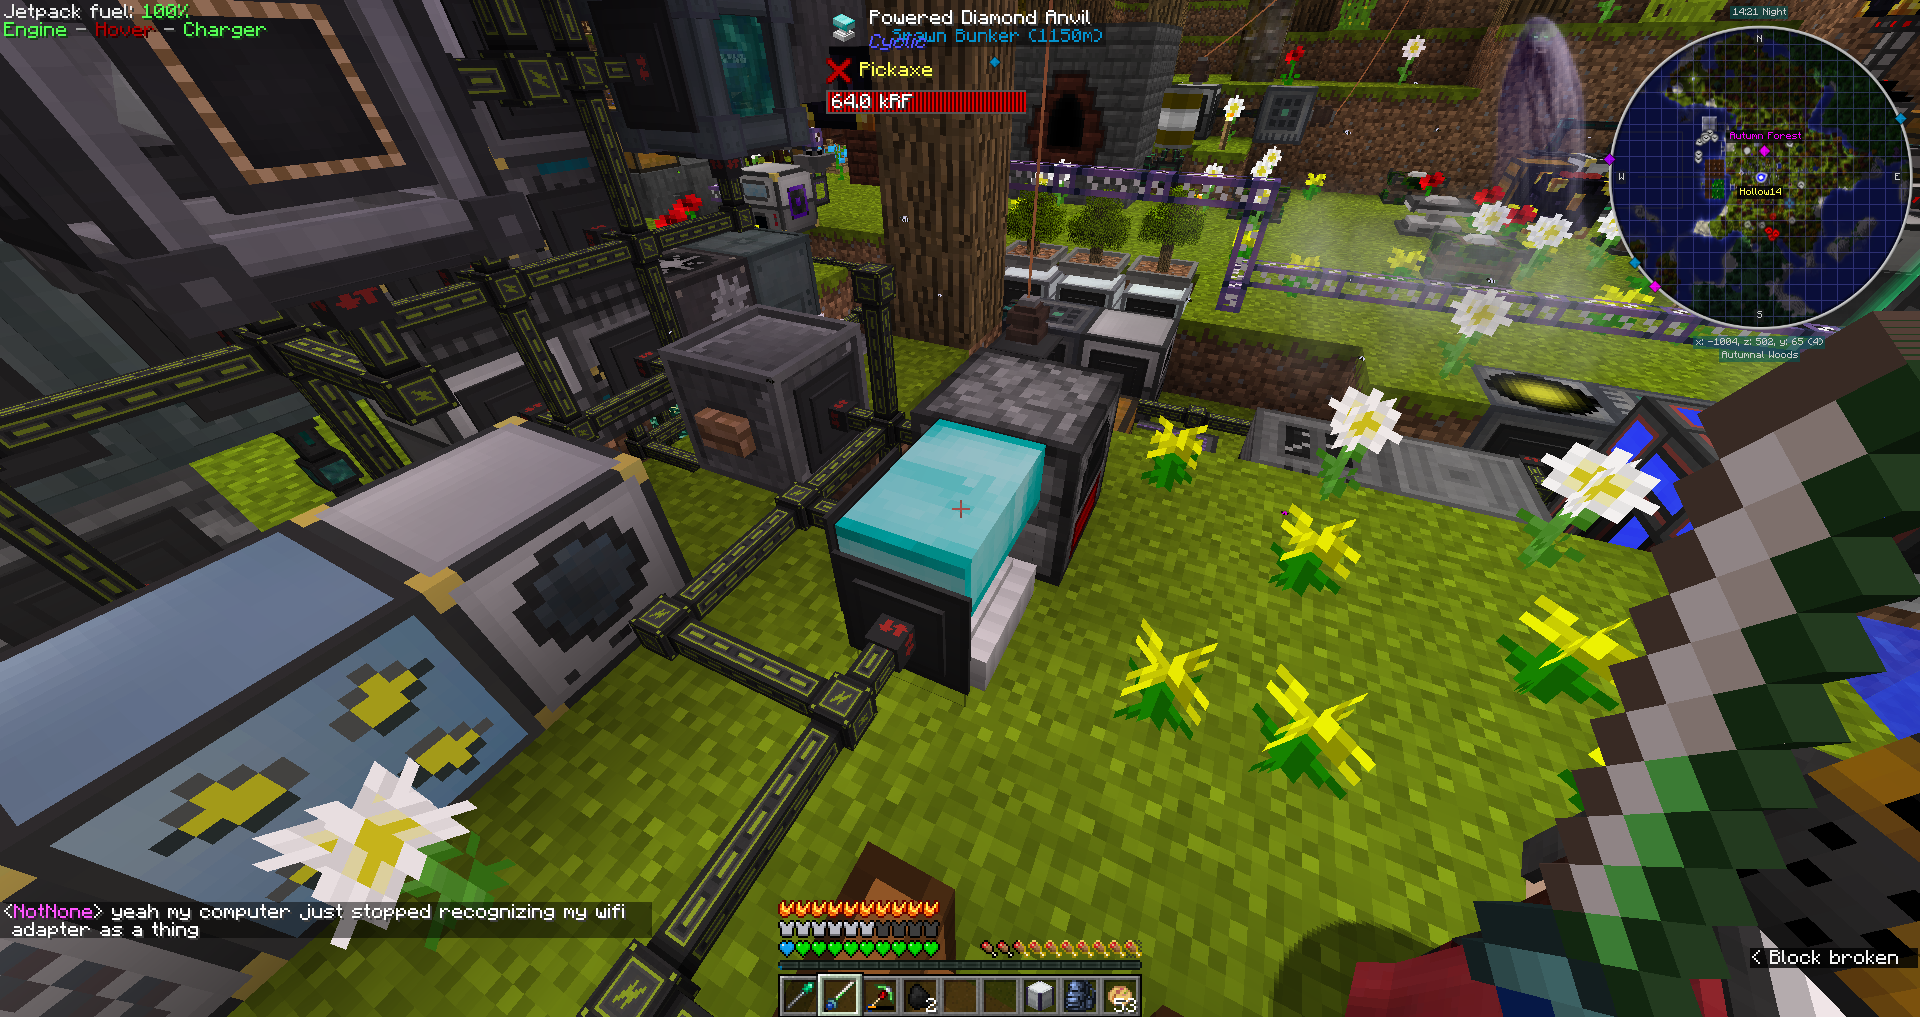 Jetpack fuel: 100%
Engine - Hover - Charger
Powered Diamond Anvil
Spawn Bunker (1150m)
Cyclic
Pickaxe
64.0 kRF
14:21 Night
N
Autumn Forest
W
E
Hollow14
S
x: -1004, z: 502, y: 65 (4)
Autumnal Woods
<NotNone> yeah my computer just stopped recognizing my wifi
adapter as a thing
< Block broken
2
53